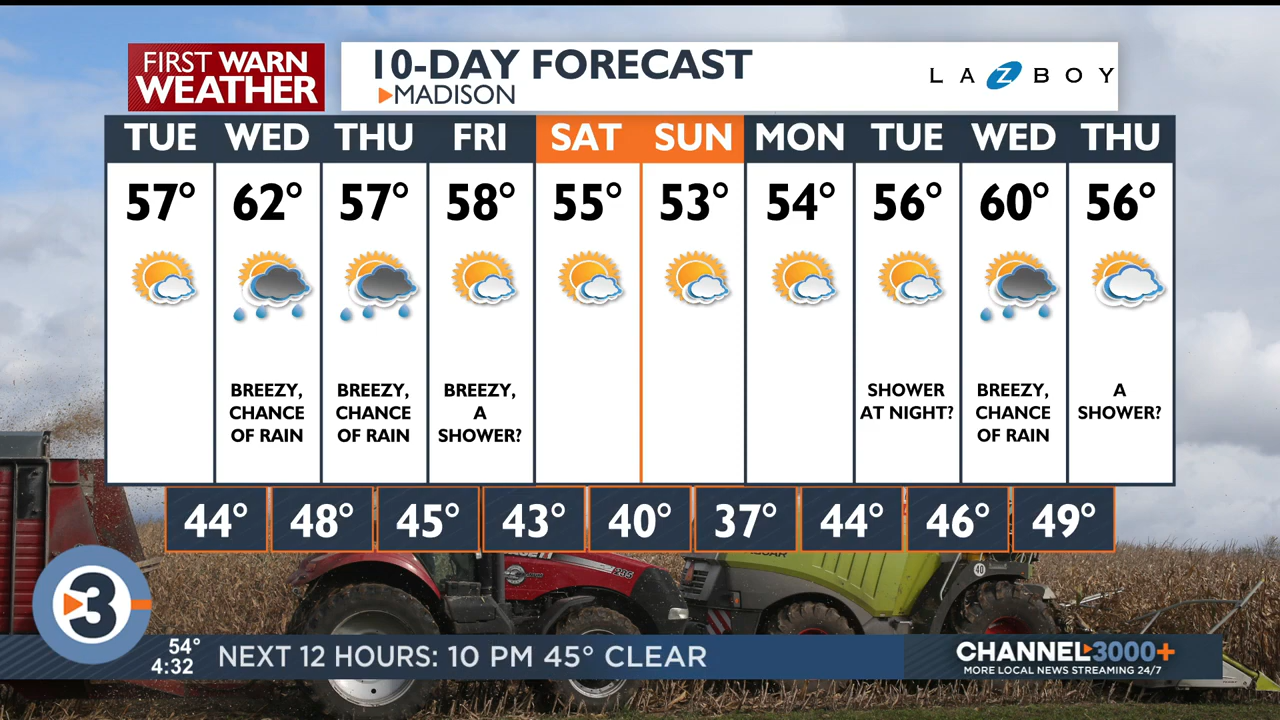 FIRST WARN
WEATHER
10-DAY FORECAST
MADISON
LA Z BOY
TUE WED THU FRI SAT SUN MON TUE WED THU
57° 62° 57° 58° 55° 53° 54° 56° 60° 56°
BREEZY, CHANCE OF RAIN
BREEZY, CHANCE OF RAIN
BREEZY, A SHOWER?
SHOWER AT NIGHT?
BREEZY, CHANCE OF RAIN
A SHOWER?
44° 48° 45° 43° 40° 37° 44° 46° 49°
40
3
54°
4:32
NEXT 12 HOURS: 10 PM 45° CLEAR
CHANNEL3000+
MORE LOCAL NEWS STREAMING 24/7